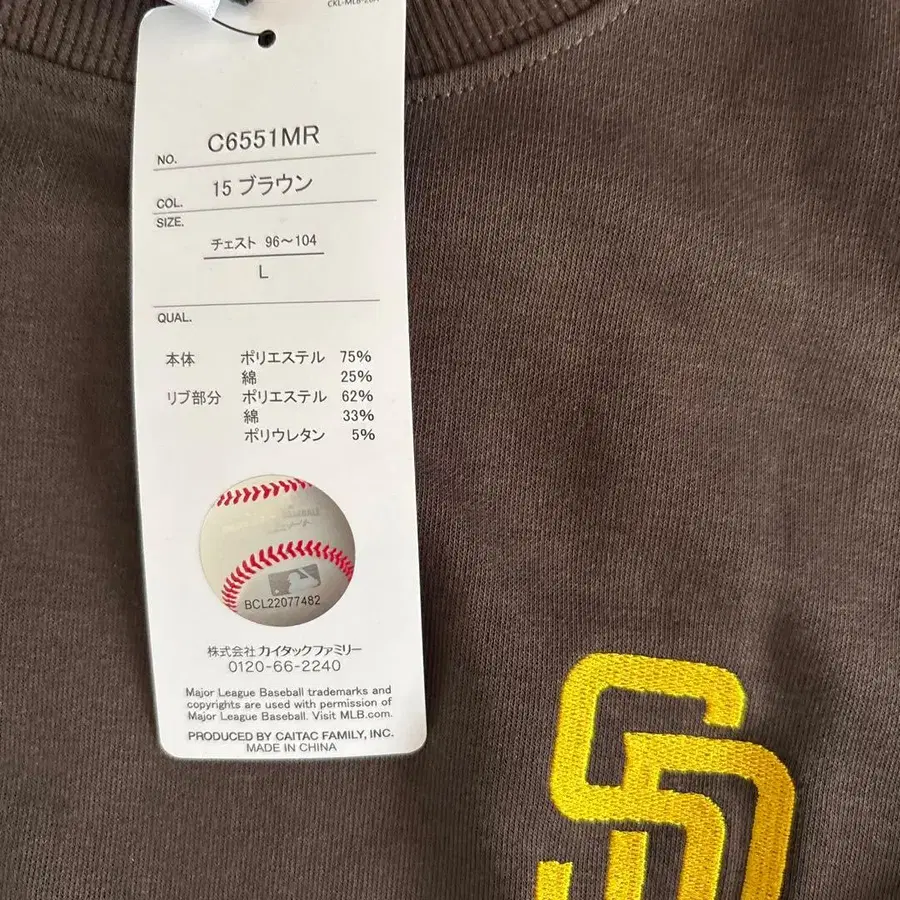 CKL-MLB-26A
NO. C6551MR
COL. 15 ブラウン
SIZE.
チェスト 96～104
L
QUAL.
本体 ポリエステル 75%
綿 25%
リブ部分 ポリエステル 62%
綿 33%
ポリウレタン 5%
BCL22077482
株式会社 カイタックファミリー
0120-66-2240
Major League Baseball trademarks and
copyrights are used with permission of
Major League Baseball. Visit MLB.com.
PRODUCED BY CAITAC FAMILY, INC.
MADE IN CHINA
SD